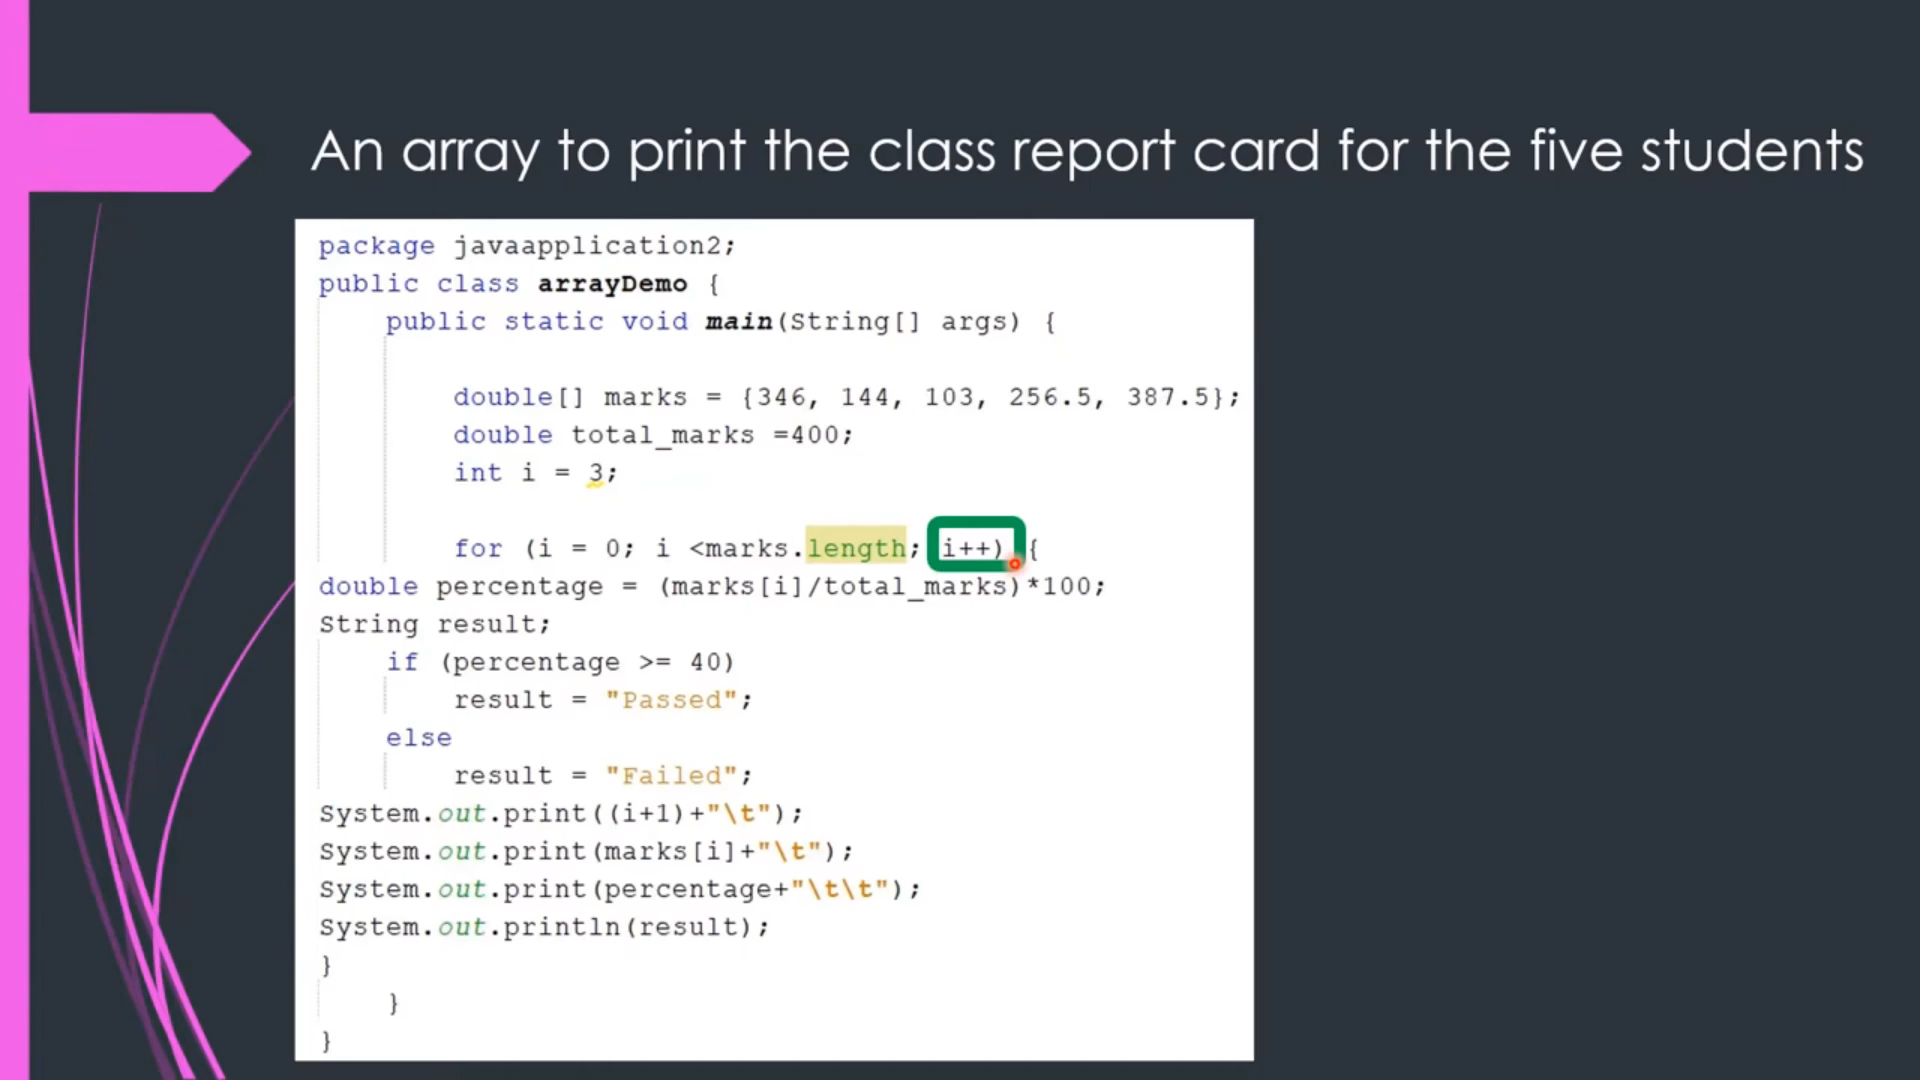 An array to print the class report card for the five students
package javaapplication2;
public class arrayDemo {
public static void main(String[] args) {
double[] marks = {346, 144, 103, 256.5, 387.5};
double total_marks =400;
int i = 3;
for (i = 0; i <marks.length; i++) {
double percentage = (marks[i]/total_marks)*100;
String result;
if (percentage >= 40)
result = "Passed";
else
result = "Failed";
System.out.print((i+1)+"\t");
System.out.print(marks[i]+"\t");
System.out.print(percentage+"\t\t");
System.out.println(result);
}
}
}